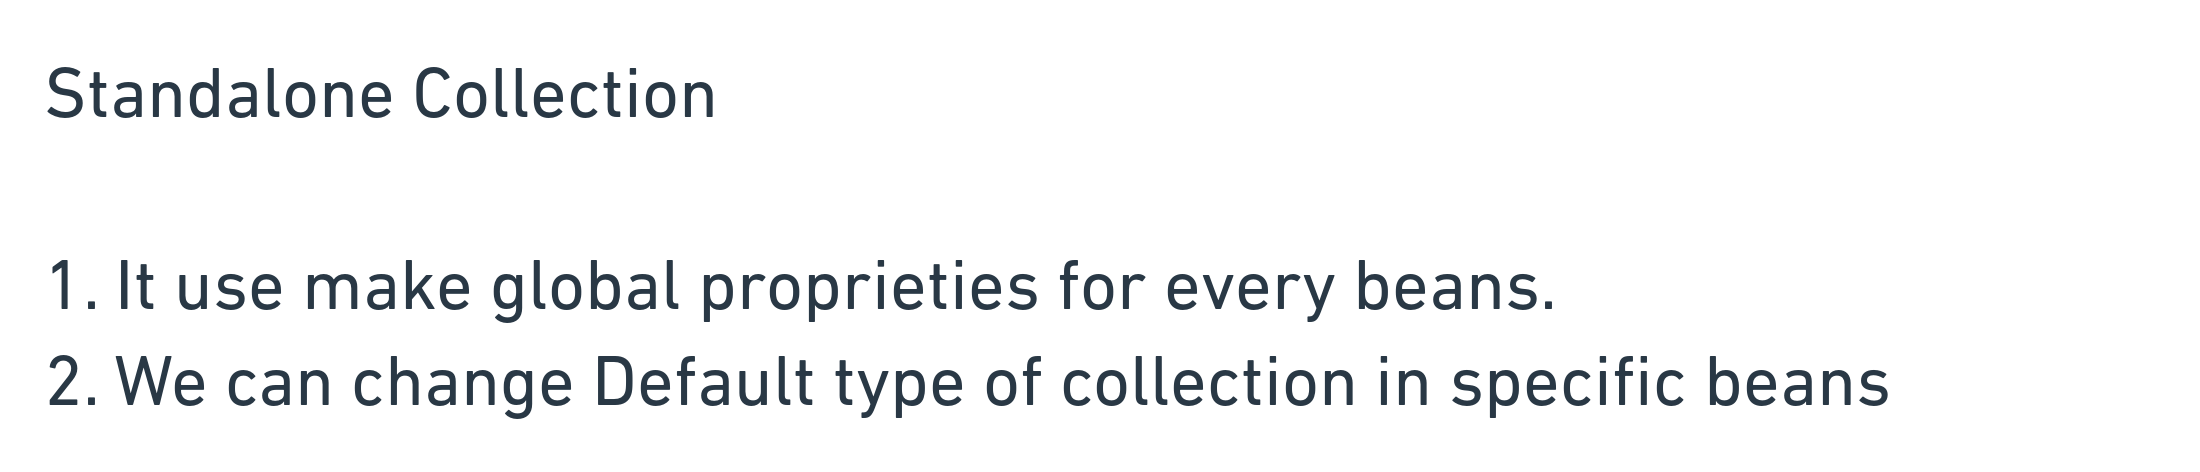 Standalone Collection
1. It use make global proprieties for every beans.
2. We can change Default type of collection in specific beans